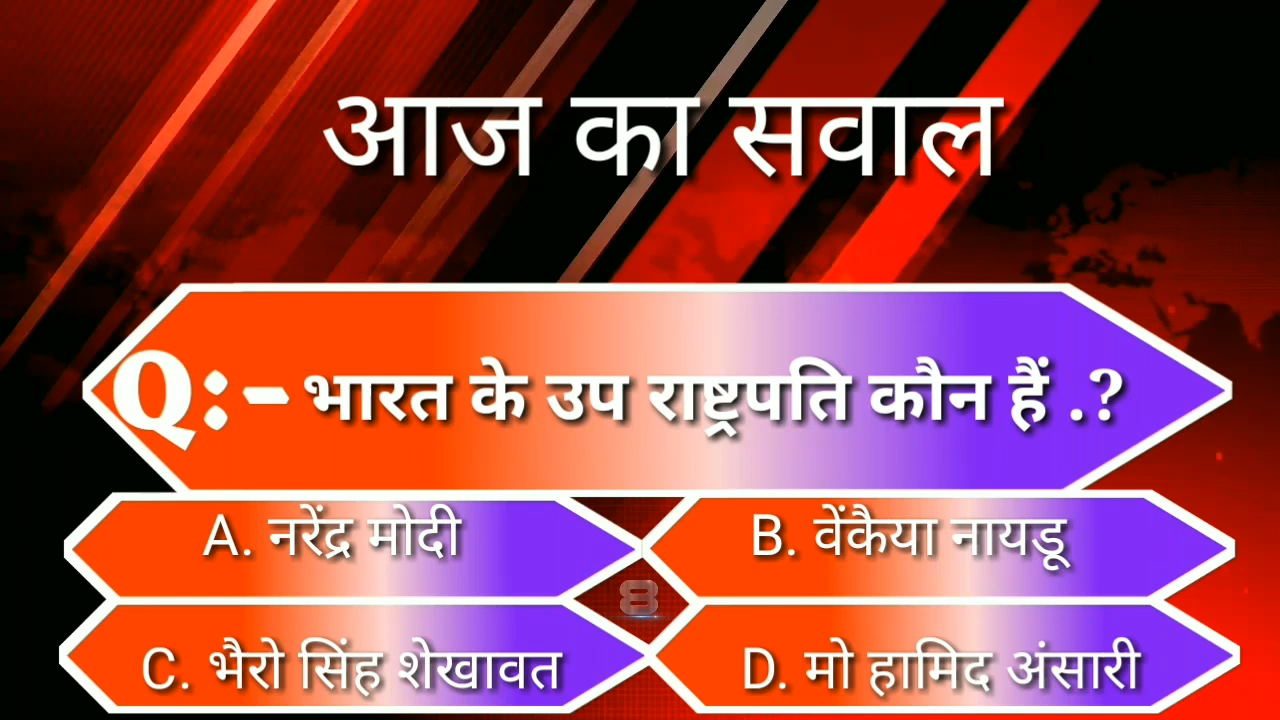 आज का सवाल
Q:- भारत के उप राष्ट्रपति कौन हैं .?
A. नरेंद्र मोदी
B. वेंकैया नायडू
8
C. भैरो सिंह शेखावत
D. मो हामिद अंसारी